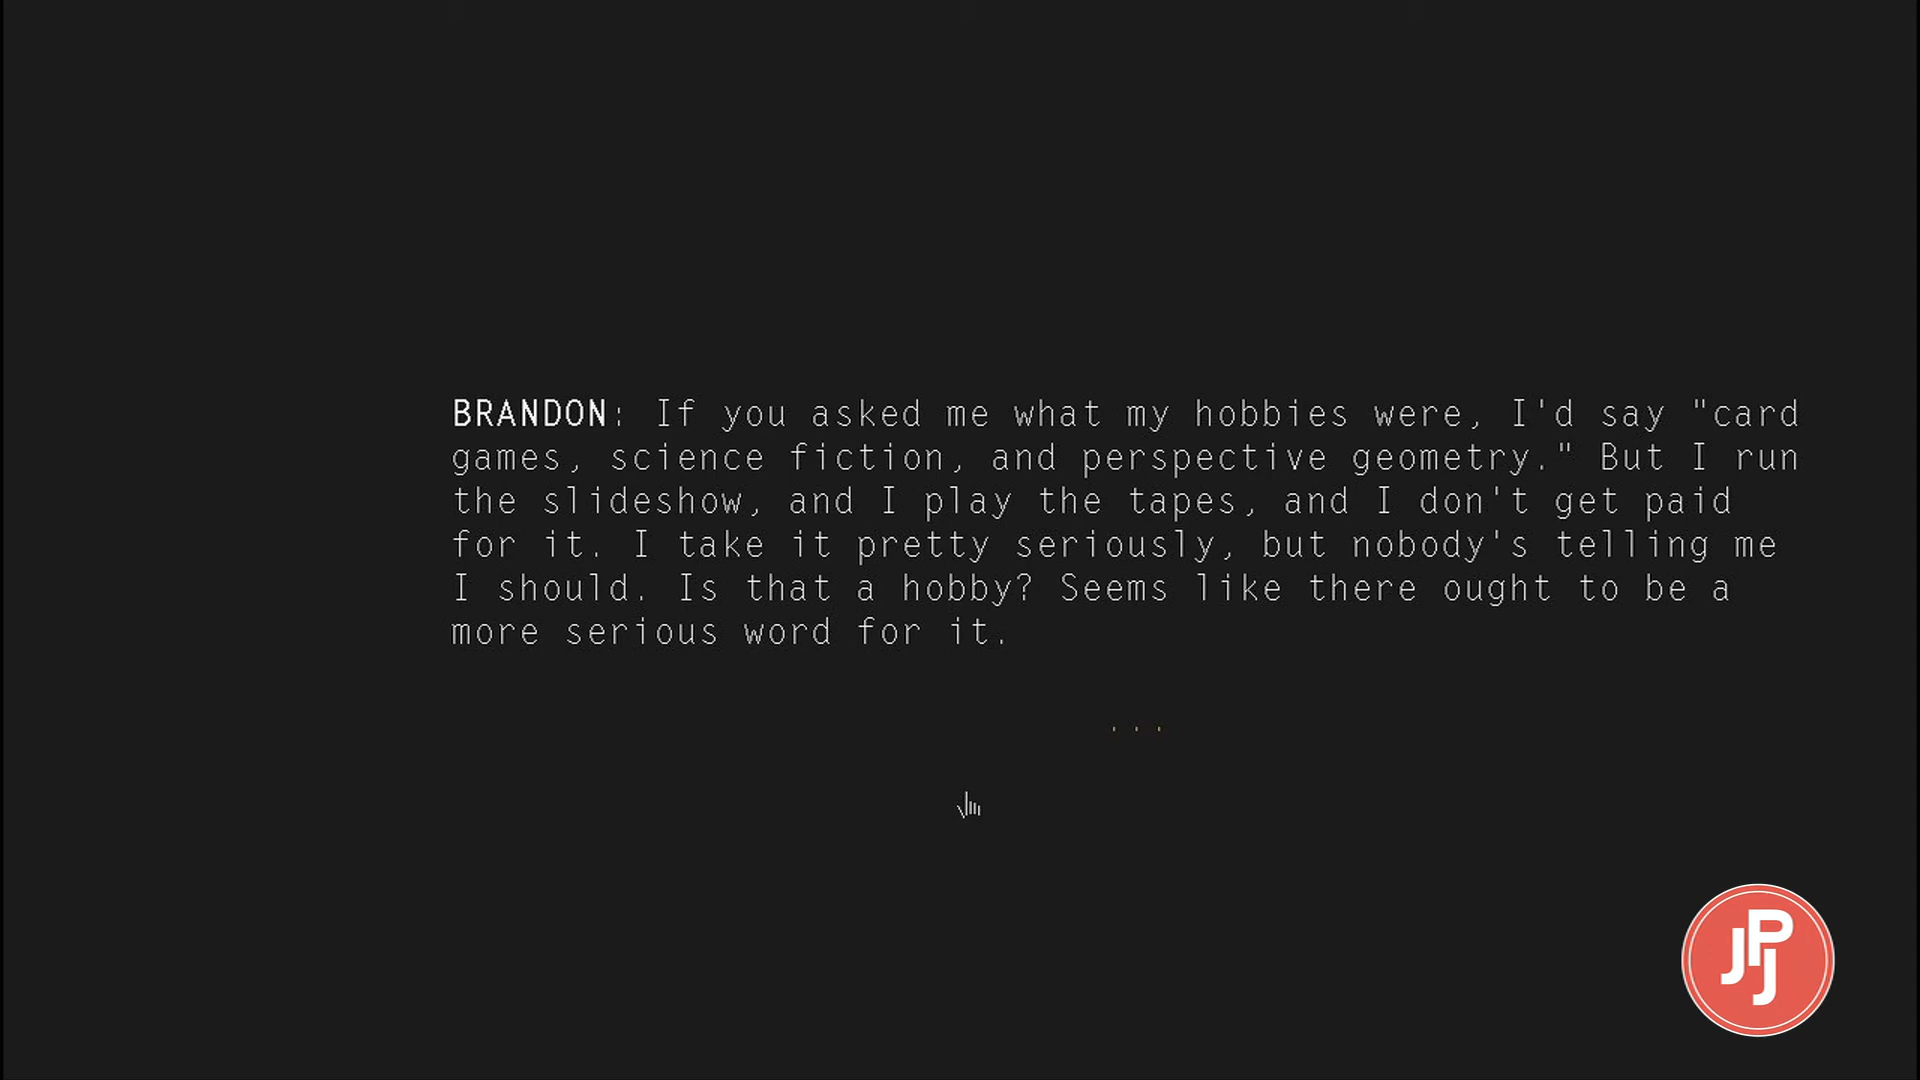 BRANDON: If you asked me what my hobbies were, I'd say "card
games, science fiction, and perspective geometry." But I run
the slideshow, and I play the tapes, and I don't get paid
for it. I take it pretty seriously, but nobody's telling me
I should. Is that a hobby? Seems like there ought to be a
more serious word for it.
...
JPJ